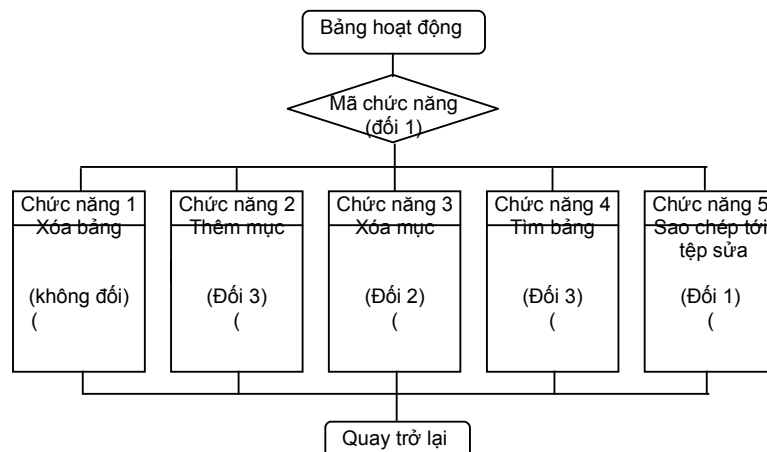 Bảng hoạt động
Mã chức năng
(đối 1)
Chức năng 1
Xóa bảng
(không đối)
(
Chức năng 2
Thêm mục
(Đối 3)
(
Chức năng 3
Xóa mục
(Đối 2)
(
Chức năng 4
Tìm bảng
(Đối 3)
(
Chức năng 5
Sao chép tới
tệp sửa
(Đối 1)
(
Quay trở lại